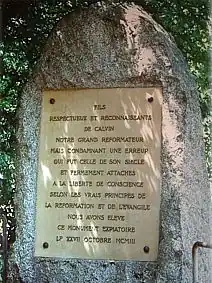 FILS
RESPECTUEUX ET RECONNAISSANTS
DE CALVIN
NOTRE GRAND REFORMATEUR
MAIS CONDAMNANT UNE ERREUR
QUI FUT CELLE DE SON SIECLE
ET FERMEMENT ATTACHES
A LA LIBERTE DE CONSCIENCE
SELON LES VRAIS PRINCIPES DE
LA REFORMATION ET DE L'EVANGILE
NOUS AVONS ELEVE
CE MONUMENT EXPIATOIRE
LE XXVII OCTOBRE MCMIII